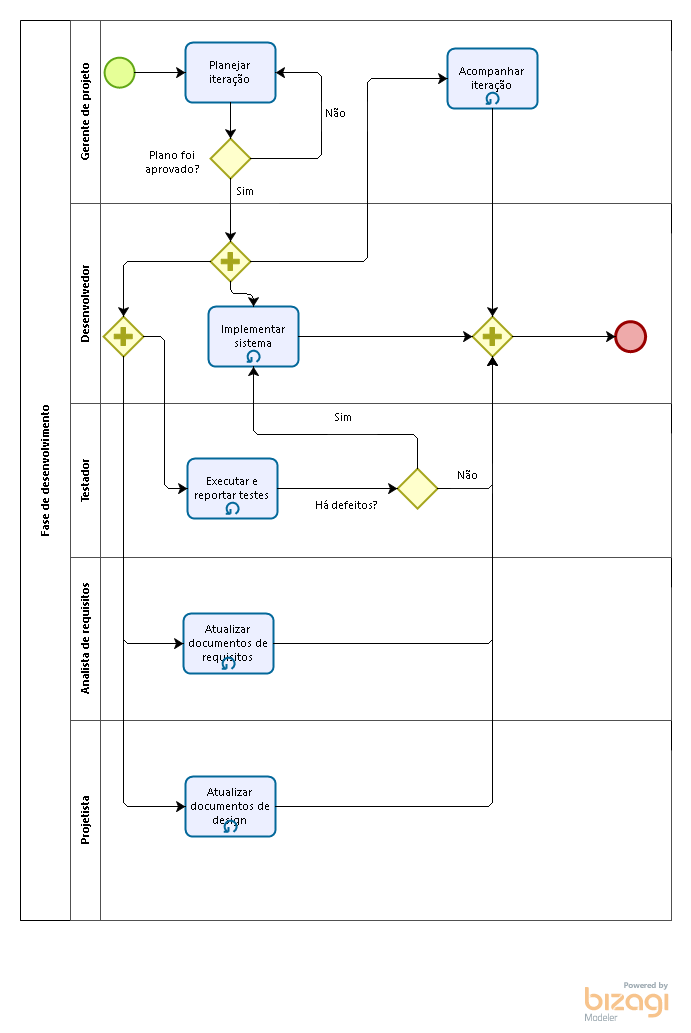 Fase de desenvolvimento
Gerente de projeto
Planejar
iteração
Acompanhar
iteração
Não
Plano foi
aprovado?
Sim
Desenvolvedor
Implementar
sistema
Testador
Sim
Executar e
reportar testes
Há defeitos?
Não
Analista de requisitos
Atualizar
documentos de
requisitos
Projetista
Atualizar
documentos de
design
Powered by
bizagi
Modeler